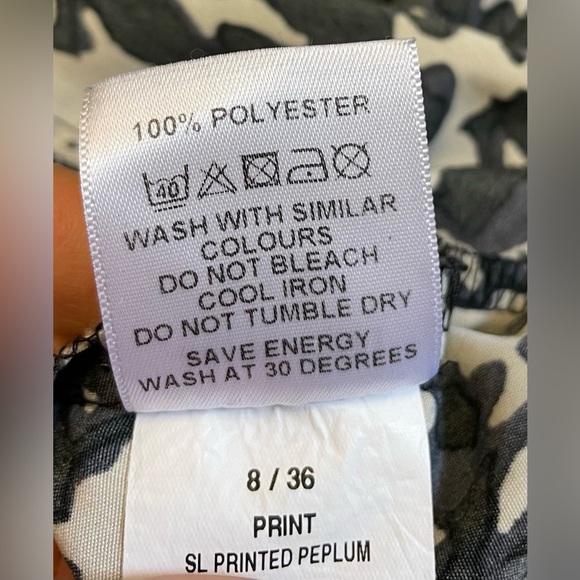 100% POLYESTER
40
WASH WITH SIMILAR
COLOURS
DO NOT BLEACH
COOL IRON
DO NOT TUMBLE DRY
SAVE ENERGY
WASH AT 30 DEGREES
8 / 36
PRINT
SL PRINTED PEPLUM